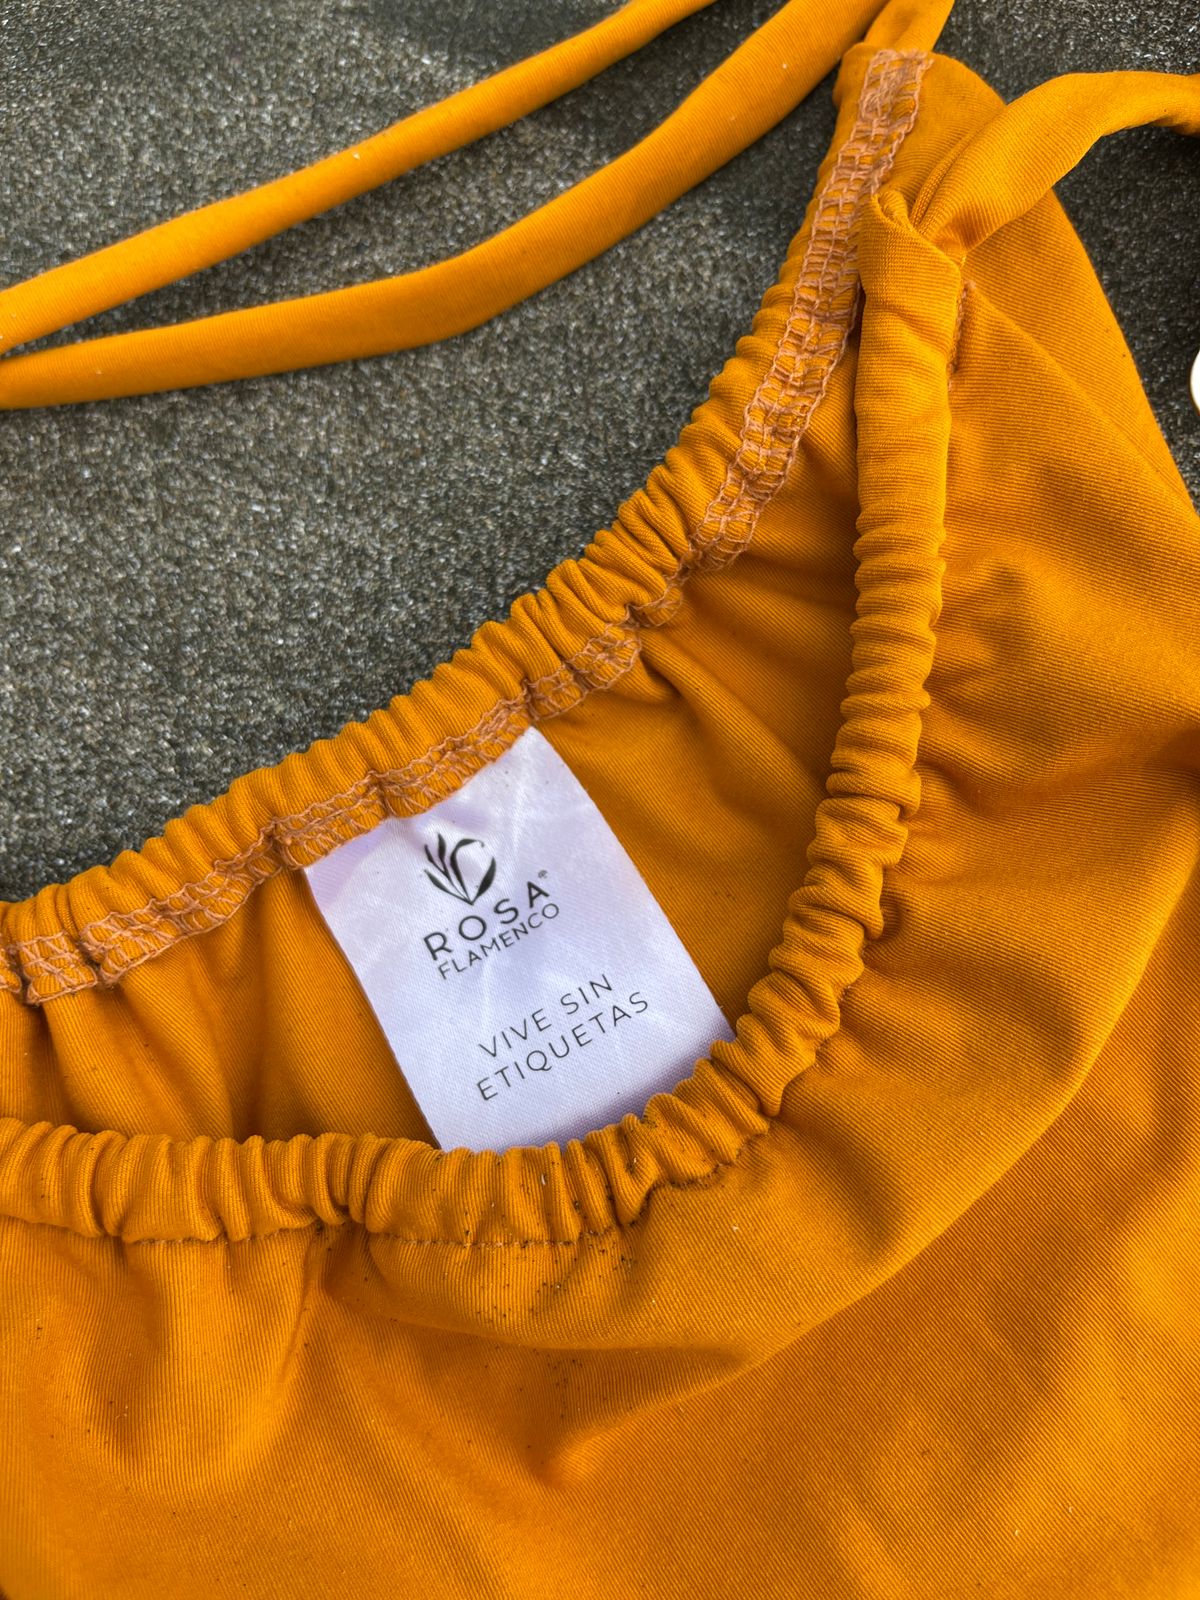 ROSA®
FLAMENCO
VIVE SIN
ETIQUETAS